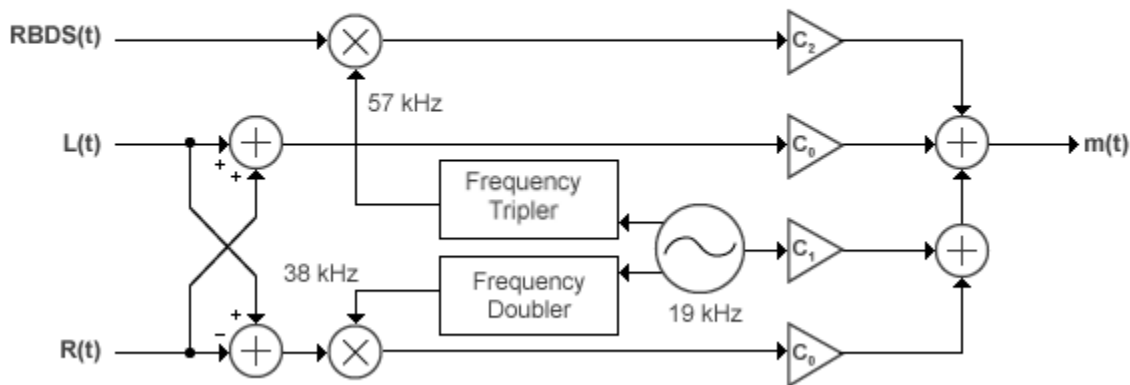 RBDS(t)
C₂
57 kHz
L(t)
+
+
C₀
m(t)
Frequency
Tripler
38 kHz
Frequency
Doubler
C₁
19 kHz
+
−
R(t)
C₀